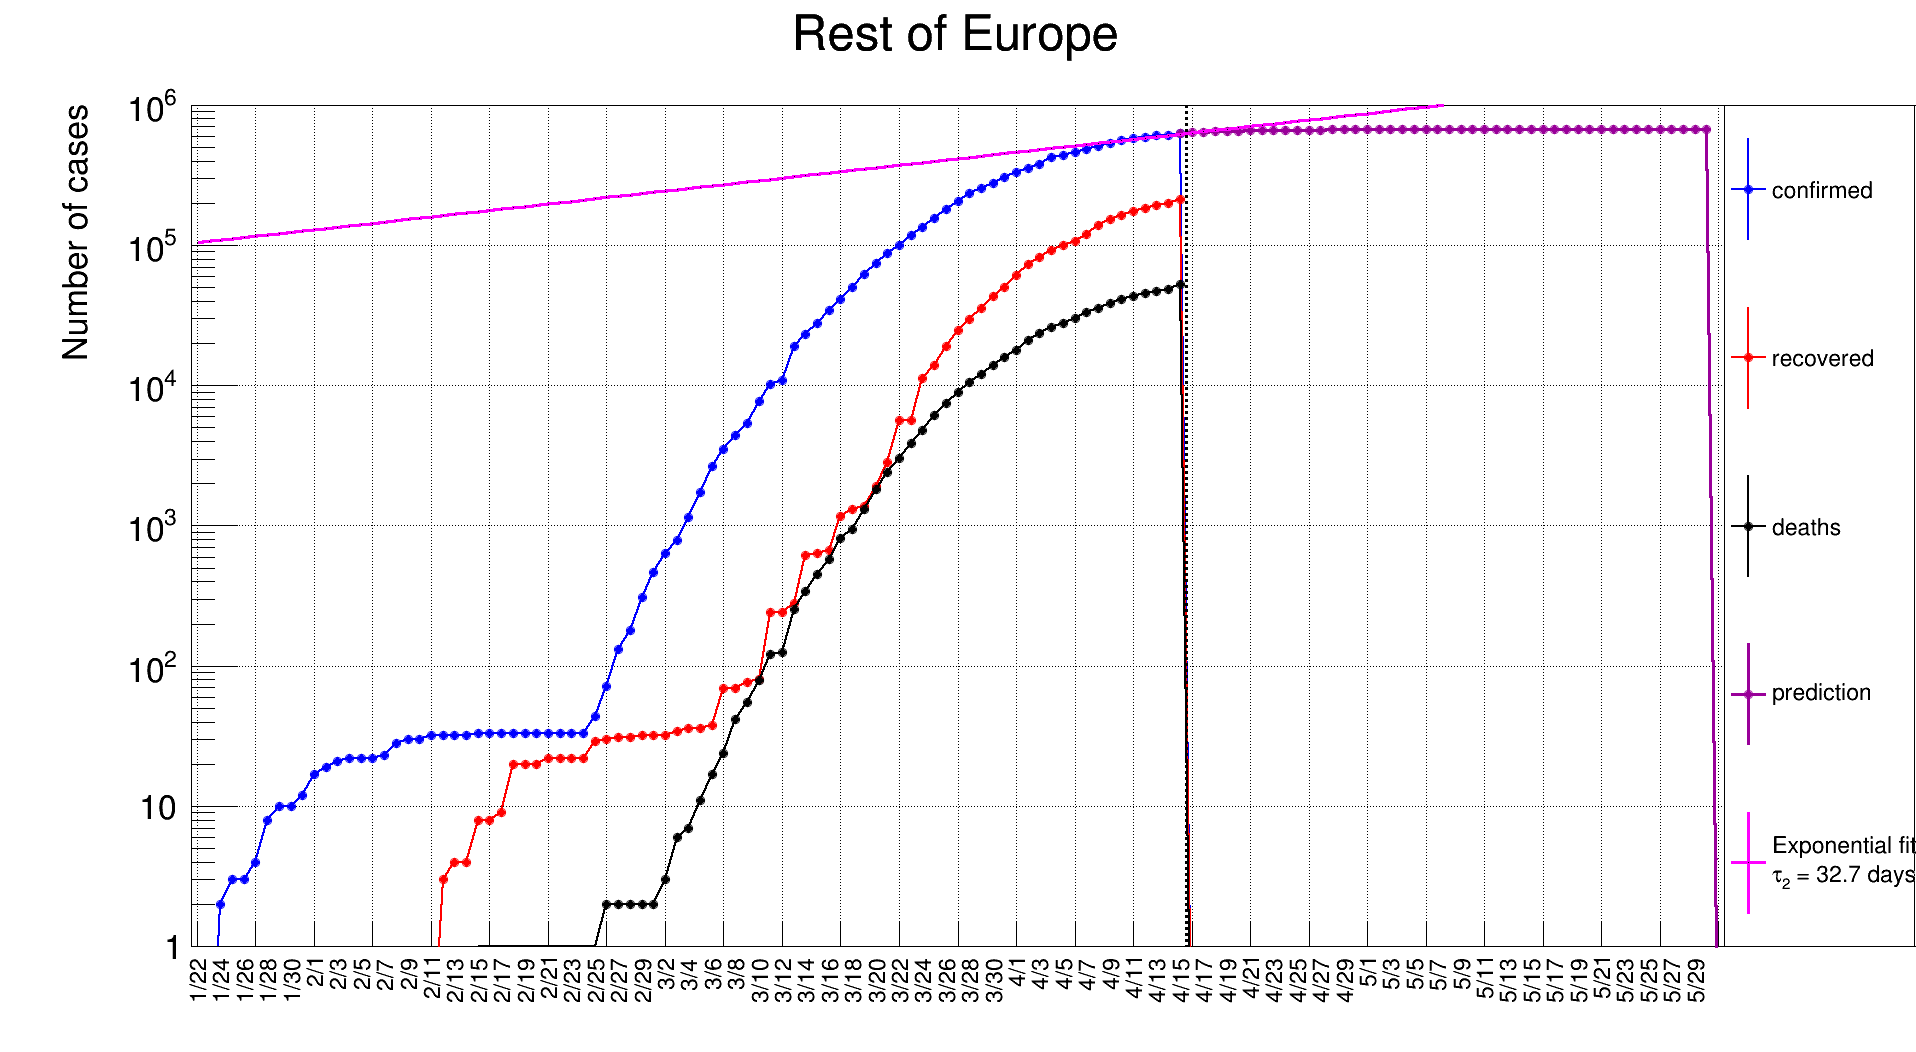 Rest of Europe
Number of cases
10^6
10^5
10^4
10^3
10^2
10
1
1/22 1/24 1/26 1/28 1/30 2/1 2/3 2/5 2/7 2/9 2/11 2/13 2/15 2/17 2/19 2/21 2/23 2/25 2/27 2/29 3/2 3/4 3/6 3/8 3/10 3/12 3/14 3/16 3/18 3/20 3/22 3/24 3/26 3/28 3/30 4/1 4/3 4/5 4/7 4/9 4/11 4/13 4/15 4/17 4/19 4/21 4/23 4/25 4/27 4/29 5/1 5/3 5/5 5/7 5/9 5/11 5/13 5/15 5/17 5/19 5/21 5/23 5/25 5/27 5/29
confirmed
recovered
deaths
prediction
Exponential fit
τ₂ = 32.7 days